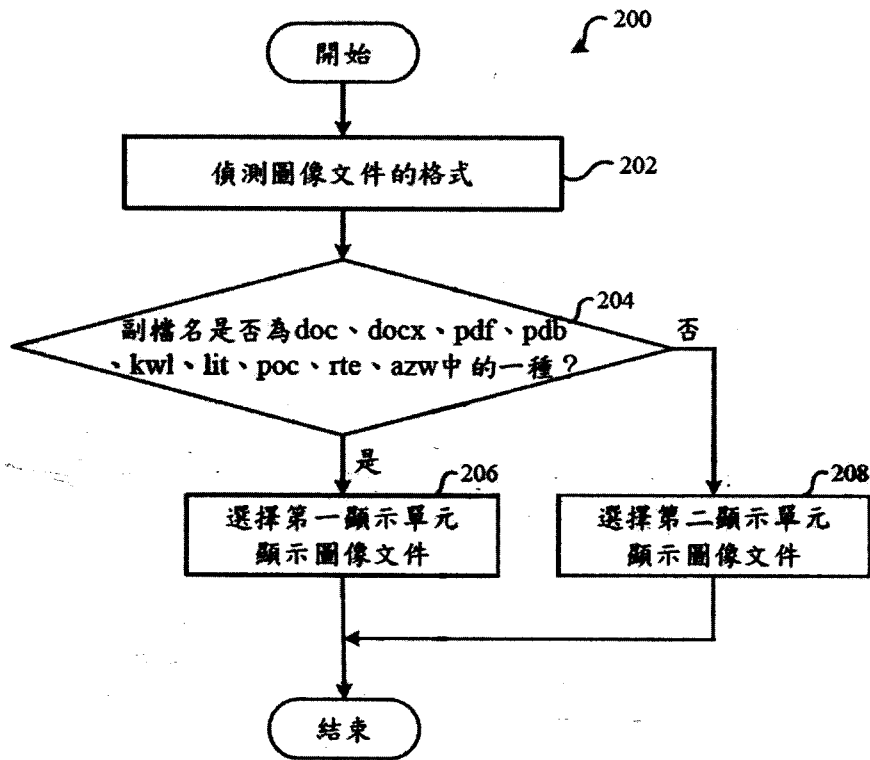 200
開始
偵測圖像文件的格式
202
204
副檔名是否為doc、docx、pdf、pdb
、kwl、lit、poc、rte、azw中的一種？
否
是
206
選擇第一顯示單元
顯示圖像文件
208
選擇第二顯示單元
顯示圖像文件
結束